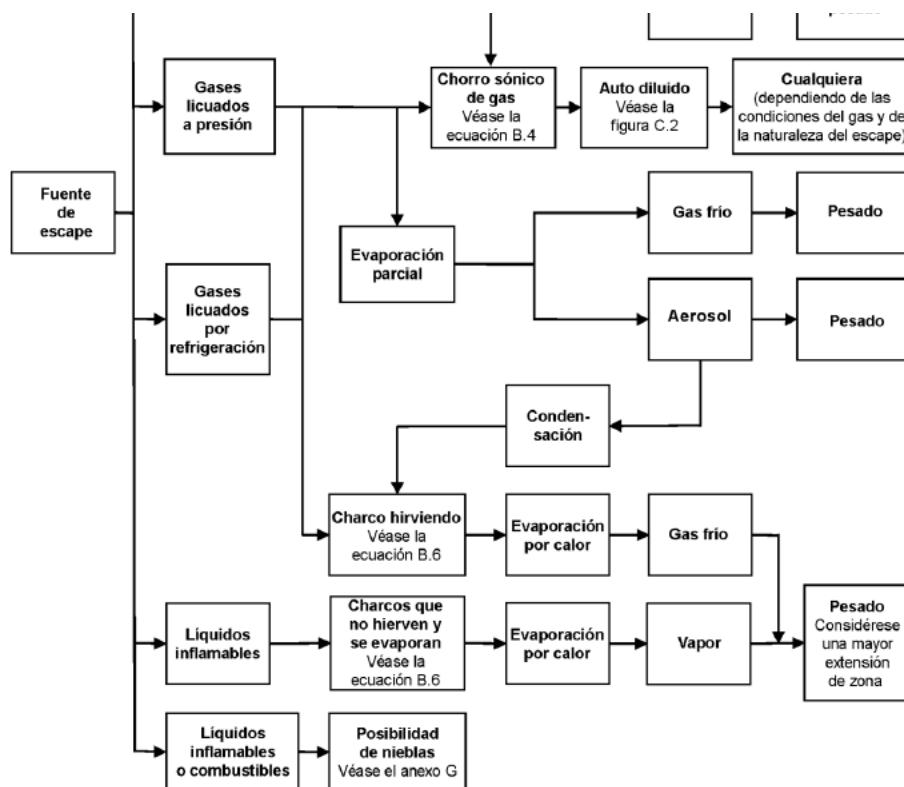 Gases
licuados
a presión
Chorro sónico
de gas
Véase la
ecuación B.4
Auto diluido
Véase la
figura C.2
Cualquiera
(dependiendo de las
condiciones del gas y de
la naturaleza del escape)
Fuente
de
escape
Evaporación
parcial
Gas frío
Pesado
Gases
licuados
por
refrigeración
Aerosol
Pesado
Conden-
sación
Charco hirviendo
Véase la
ecuación B.6
Evaporación
por calor
Gas frío
Líquidos
inflamables
Charcos que
no hierven y
se evaporan
Véase la
ecuación B.6
Evaporación
por calor
Vapor
Pesado
Considérese
una mayor
extensión
de zona
Líquidos
inflamables
o combustibles
Posibilidad
de nieblas
Véase el anexo G